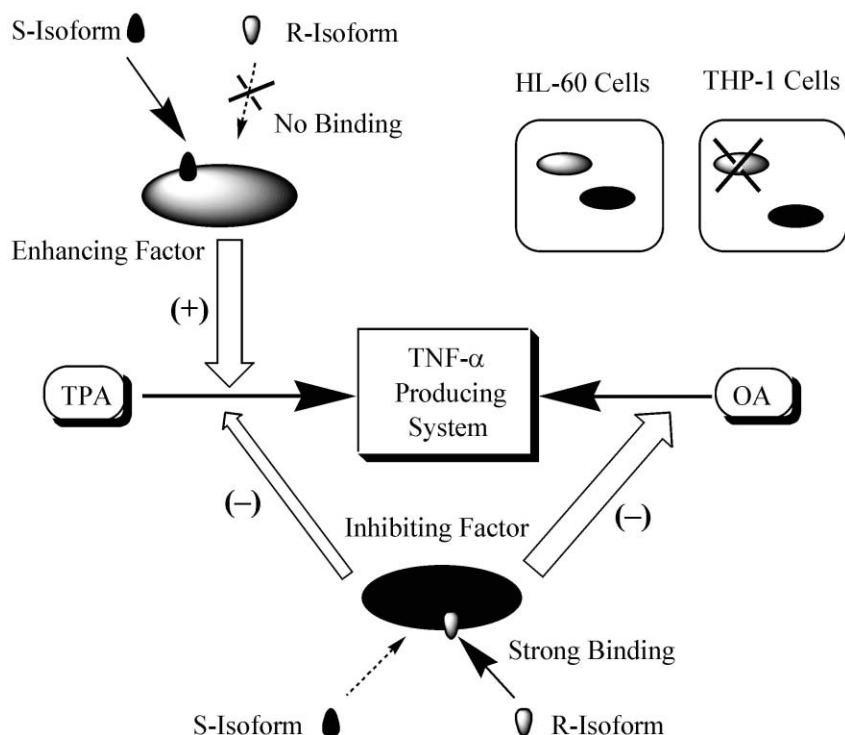 S-Isoform
R-Isoform
No Binding
HL-60 Cells
THP-1 Cells
Enhancing Factor
(+)
TPA
TNF-α
Producing
System
OA
(−)
(−)
Inhibiting Factor
Strong Binding
S-Isoform
R-Isoform